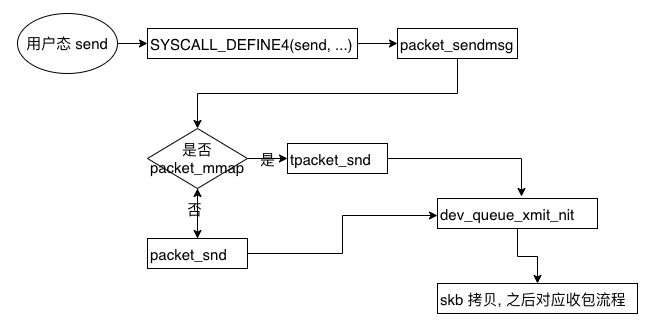 用户态 send
SYSCALL_DEFINE4(send, ...)
packet_sendmsg
是否
packet_mmap
是
tpacket_snd
否
dev_queue_xmit_nit
packet_snd
skb 拷贝, 之后对应收包流程